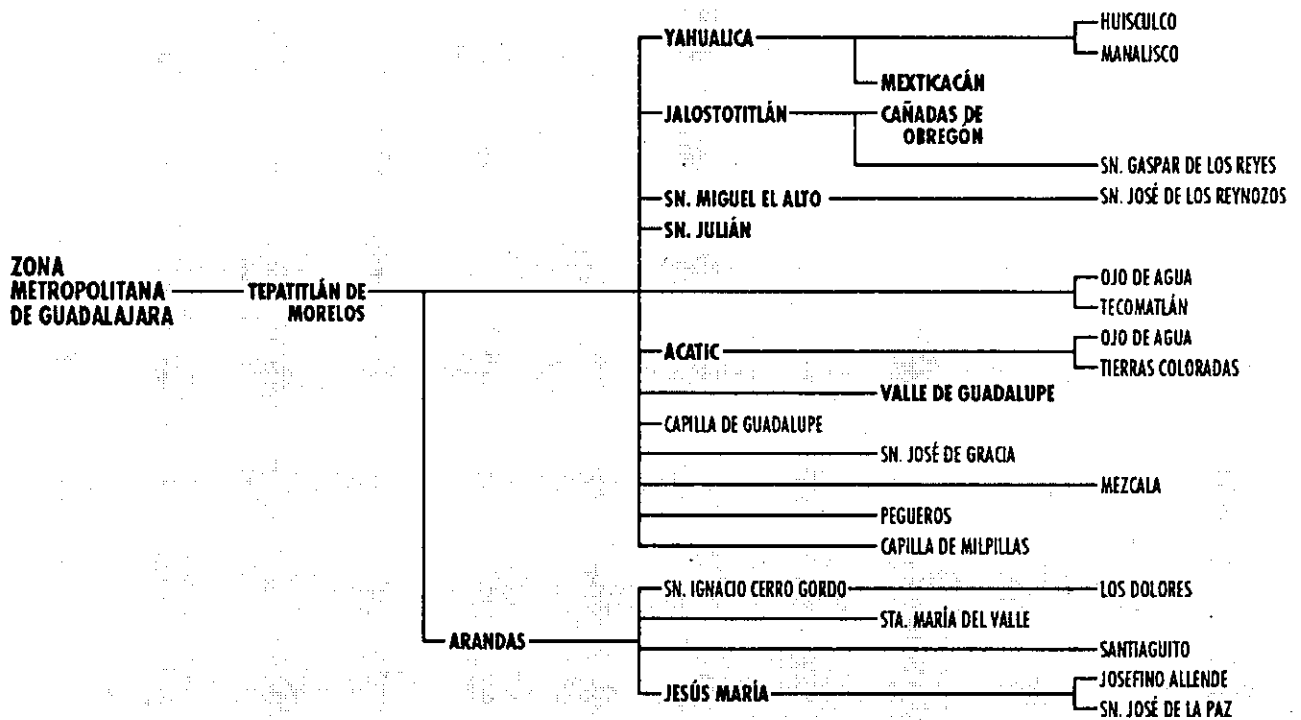 ZONA
METROPOLITANA
DE GUADALAJARA
TEPATITLÁN DE
MORELOS
YAHUALICA
HUISCULCO
MANALISCO
MEXTICACÁN
JALOSTOTITLÁN
CAÑADAS DE
OBREGÓN
SN. GASPAR DE LOS REYES
SN. MIGUEL EL ALTO
SN. JOSÉ DE LOS REYNOZOS
SN. JULIÁN
OJO DE AGUA
TECOMATLÁN
ACATIC
OJO DE AGUA
TIERRAS COLORADAS
VALLE DE GUADALUPE
CAPILLA DE GUADALUPE
SN. JOSÉ DE GRACIA
MEZCALA
PEGUEROS
CAPILLA DE MILPILLAS
ARANDAS
SN. IGNACIO CERRO GORDO
LOS DOLORES
STA. MARÍA DEL VALLE
SANTIAGUITO
JESÚS MARÍA
JOSEFINO ALLENDE
SN. JOSÉ DE LA PAZ